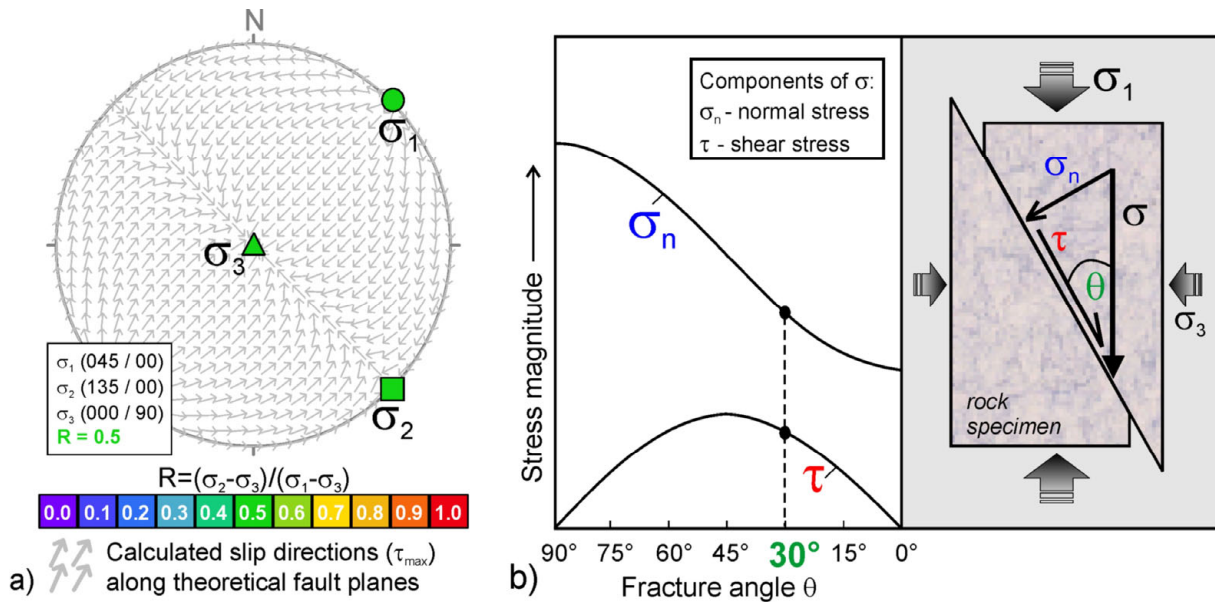 N
σ₁
σ₃
σ₂
σ₁ (045 / 00)
σ₂ (135 / 00)
σ₃ (000 / 90)
R = 0.5
R=(σ₂-σ₃)/(σ₁-σ₃)
0.0 0.1 0.2 0.3 0.4 0.5 0.6 0.7 0.8 0.9 1.0
Calculated slip directions (τmax)
along theoretical fault planes
a)
Components of σ:
σn - normal stress
τ - shear stress
Stress magnitude
σn
τ
90° 75° 60° 45° 30° 15° 0°
Fracture angle θ
b)
σ₁
σn
σ
τ
θ
σ₃
rock
specimen